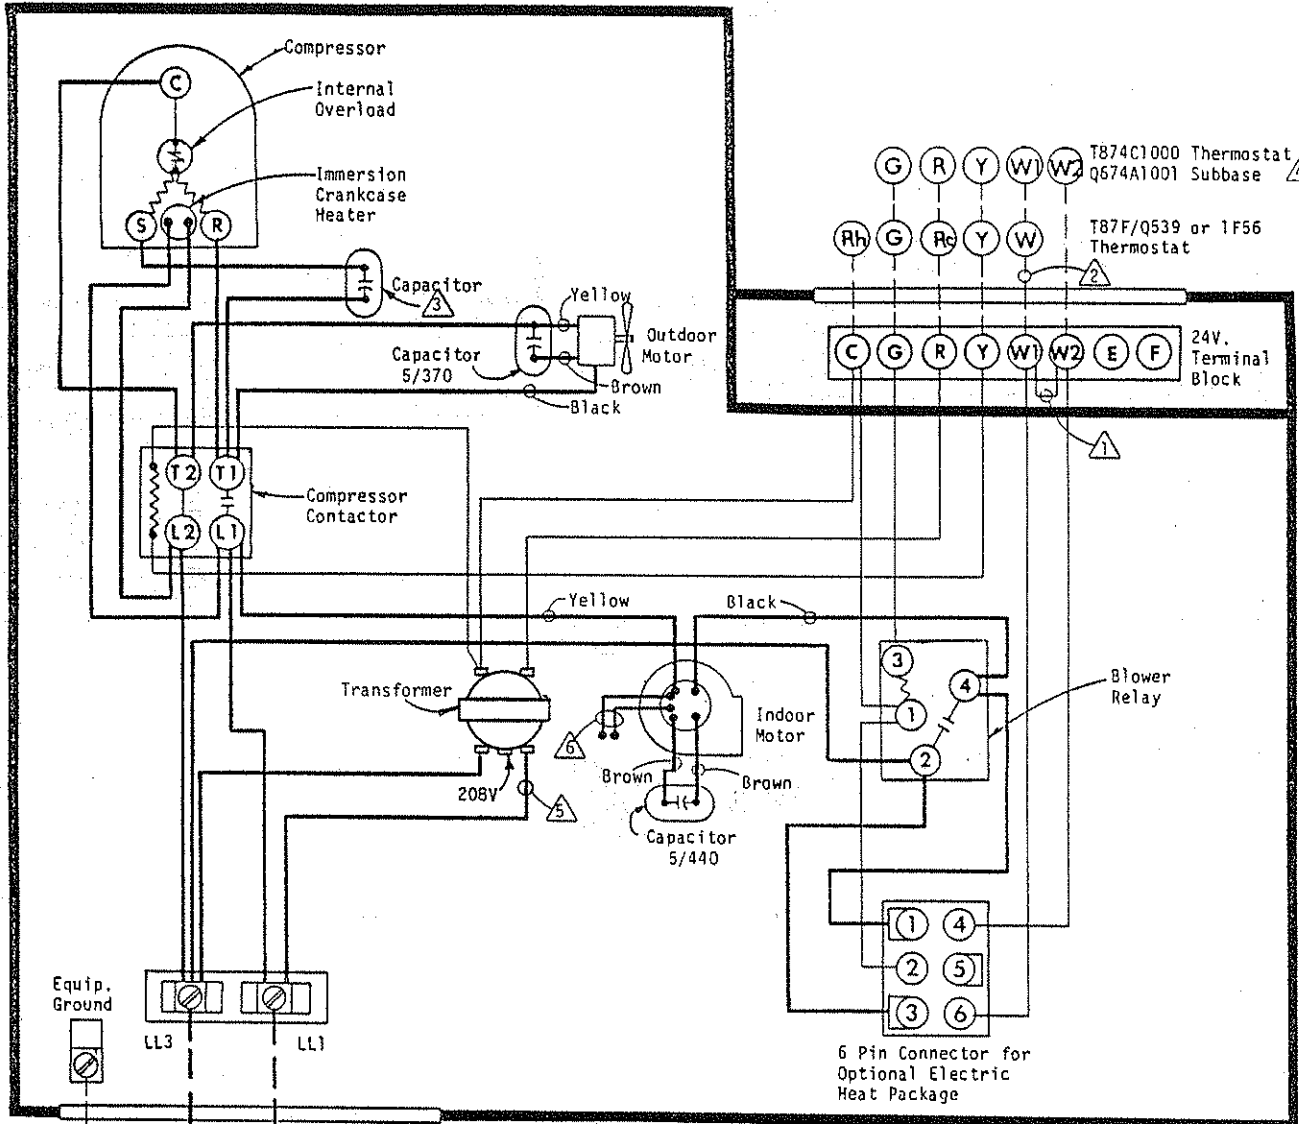 Compressor
C
Internal
Overload
Immersion
Crankcase
Heater
S
R
Capacitor
3
Yellow
Outdoor
Motor
Capacitor
5/370
Brown
Black
G R Y W1 W2
T874C1000 Thermostat 4
Q674A1001 Subbase
Rh G Rc Y W
T87F/Q539 or 1F56
Thermostat
2
C G R Y W1 W2 E F
24V.
Terminal
Block
1
T2 T1
L2 L1
Compressor
Contactor
Yellow
Black
Transformer
208V
5
6
Indoor
Motor
Brown
Brown
Capacitor
5/440
3
4
1
2
Blower
Relay
1 4
2 5
3 6
6 Pin Connector for
Optional Electric
Heat Package
Equip.
Ground
LL3
LL1